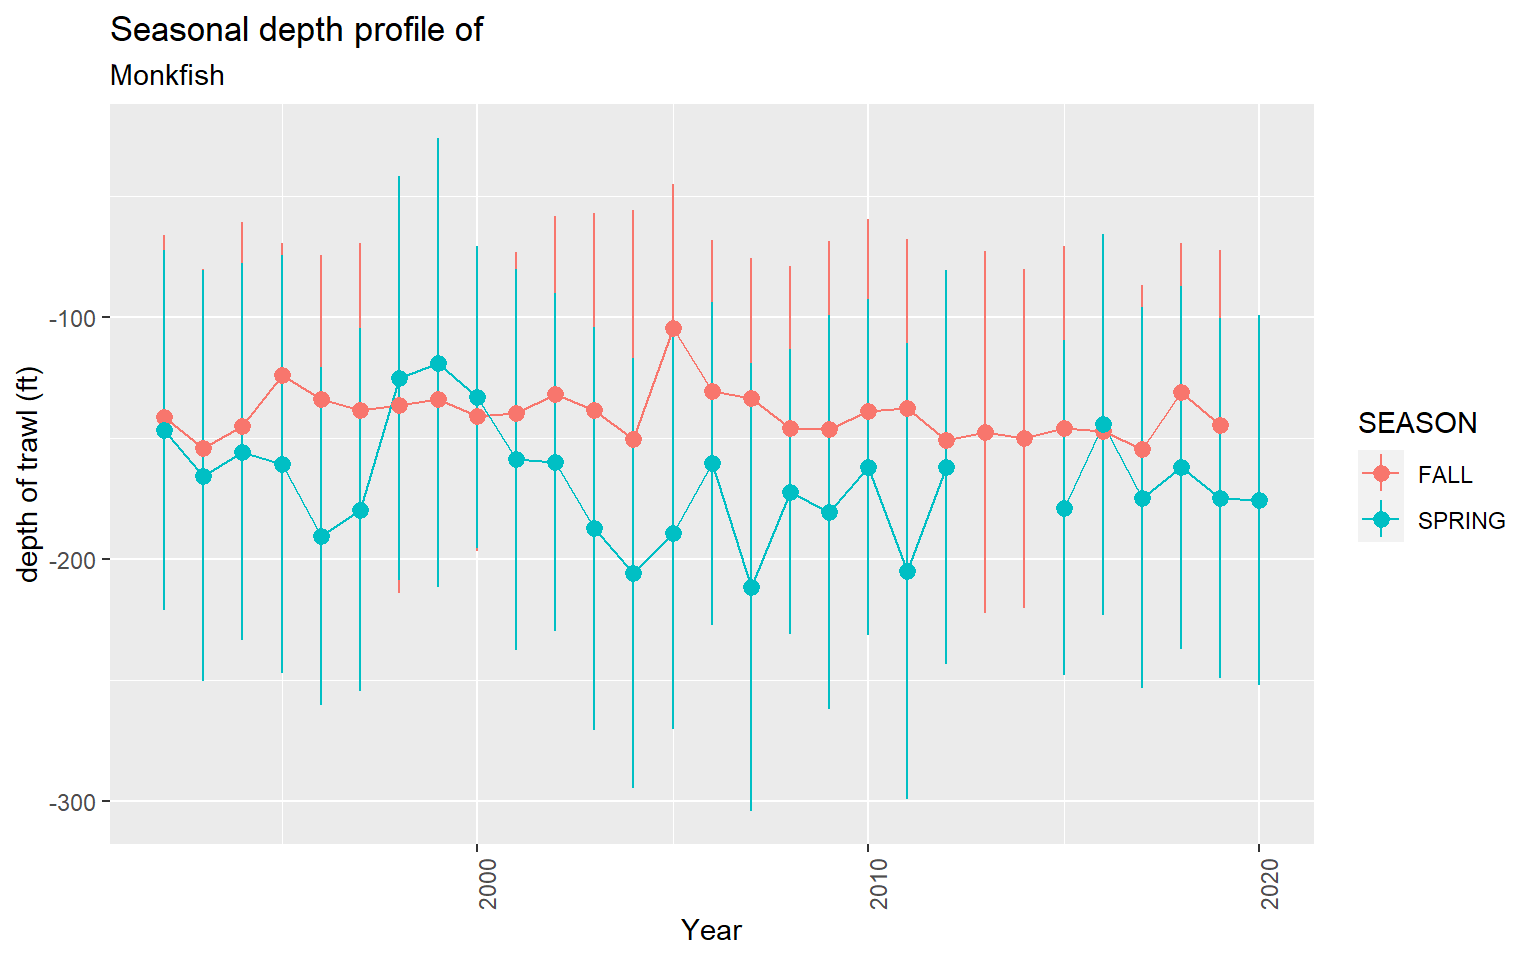 Seasonal depth profile of
Monkfish
depth of trawl (ft)
-100
-200
-300
2000
2010
2020
Year
SEASON
FALL
SPRING